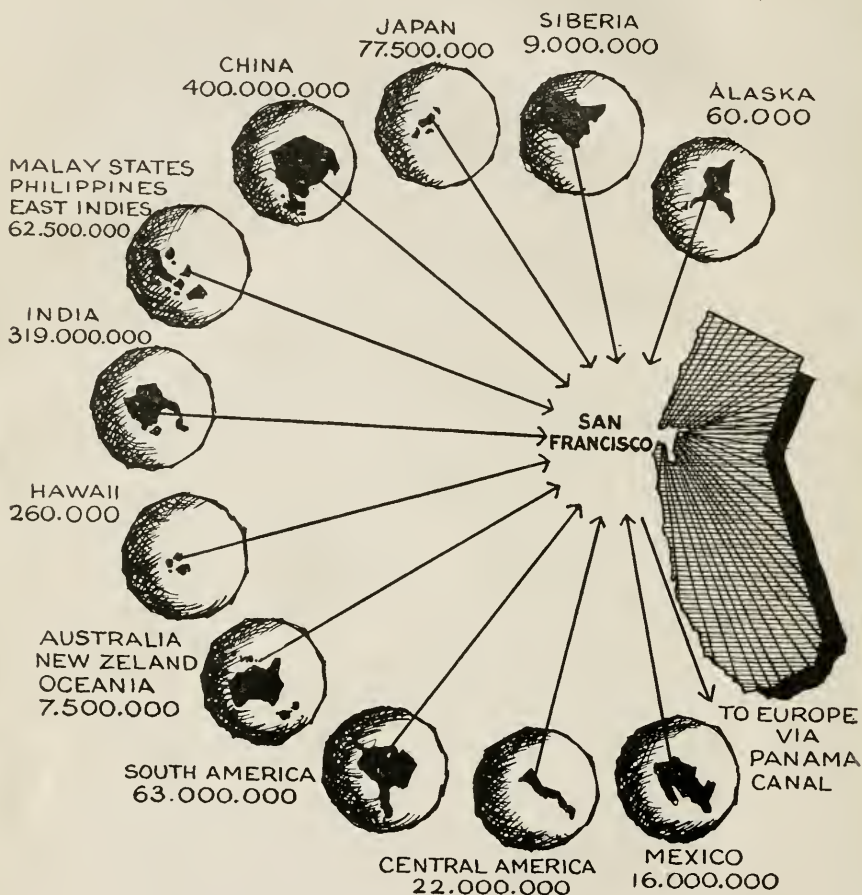 JAPAN
77.500.000
SIBERIA
9.000.000
CHINA
400.000.000
ALASKA
60.000
MALAY STATES
PHILIPPINES
EAST INDIES
62.500.000
INDIA
319.000.000
SAN
FRANCISCO
HAWAII
260.000
AUSTRALIA
NEW ZELAND
OCEANIA
7.500.000
SOUTH AMERICA
63.000.000
CENTRAL AMERICA
22.000.000
MEXICO
16.000.000
TO EUROPE
VIA
PANAMA
CANAL